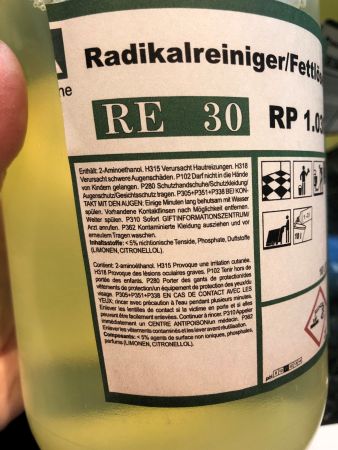 Radikalreiniger/Fettlö
ne
RE 30
RP 1.03
Enthält: 2-Aminoethanol. H315 Verursacht Hautreizungen. H318
Verursacht schwere Augenschäden. P102 Darf nicht in die Hände
von Kindern gelangen. P280 Schutzhandschuhe/Schutzkleidung/
Augenschutz/Gesichtsschutz tragen. P305+P351+P338 BEI KON-
TAKT MIT DEN AUGEN: Einige Minuten lang behutsam mit Wasser
spülen. Vorhandene Kontaktlinsen nach Möglichkeit entfernen.
Weiter spülen. P310 Sofort GIFTINFORMATIONSZENTRUM/
Arzt anrufen. P362 Kontaminierte Kleidung ausziehen und vor
erneutem Tragen waschen.
Inhaltsstoffe: < 5% nichtionische Tenside, Phosphate, Duftstoffe
(LIMONEN, CITRONELLOL).
Contient: 2-aminoéthanol. H315 Provoque une irritation cutanée.
H318 Provoque des lésions oculaires graves. P102 Tenir hors de
portée des enfants. P280 Porter des gants de protection/des
vêtements de protection/un équipement de protection des yeux/du
visage. P305+P351+P338 EN CAS DE CONTACT AVEC LES
YEUX, rincer avec précaution à l'eau pendant plusieurs minutes.
Enlever les lentilles de contact si la victime en porte et si elles
peuvent être facilement enlevées. Continuer à rincer. P310 Appeler
immédiatement un CENTRE ANTIPOISON/un médecin. P362
Enlever les vêtements contaminés et les laver avant réutilisation.
Composants: < 5% agents de surface non ioniques, phosphates,
parfums (LIMONEN, CITRONELLOL).